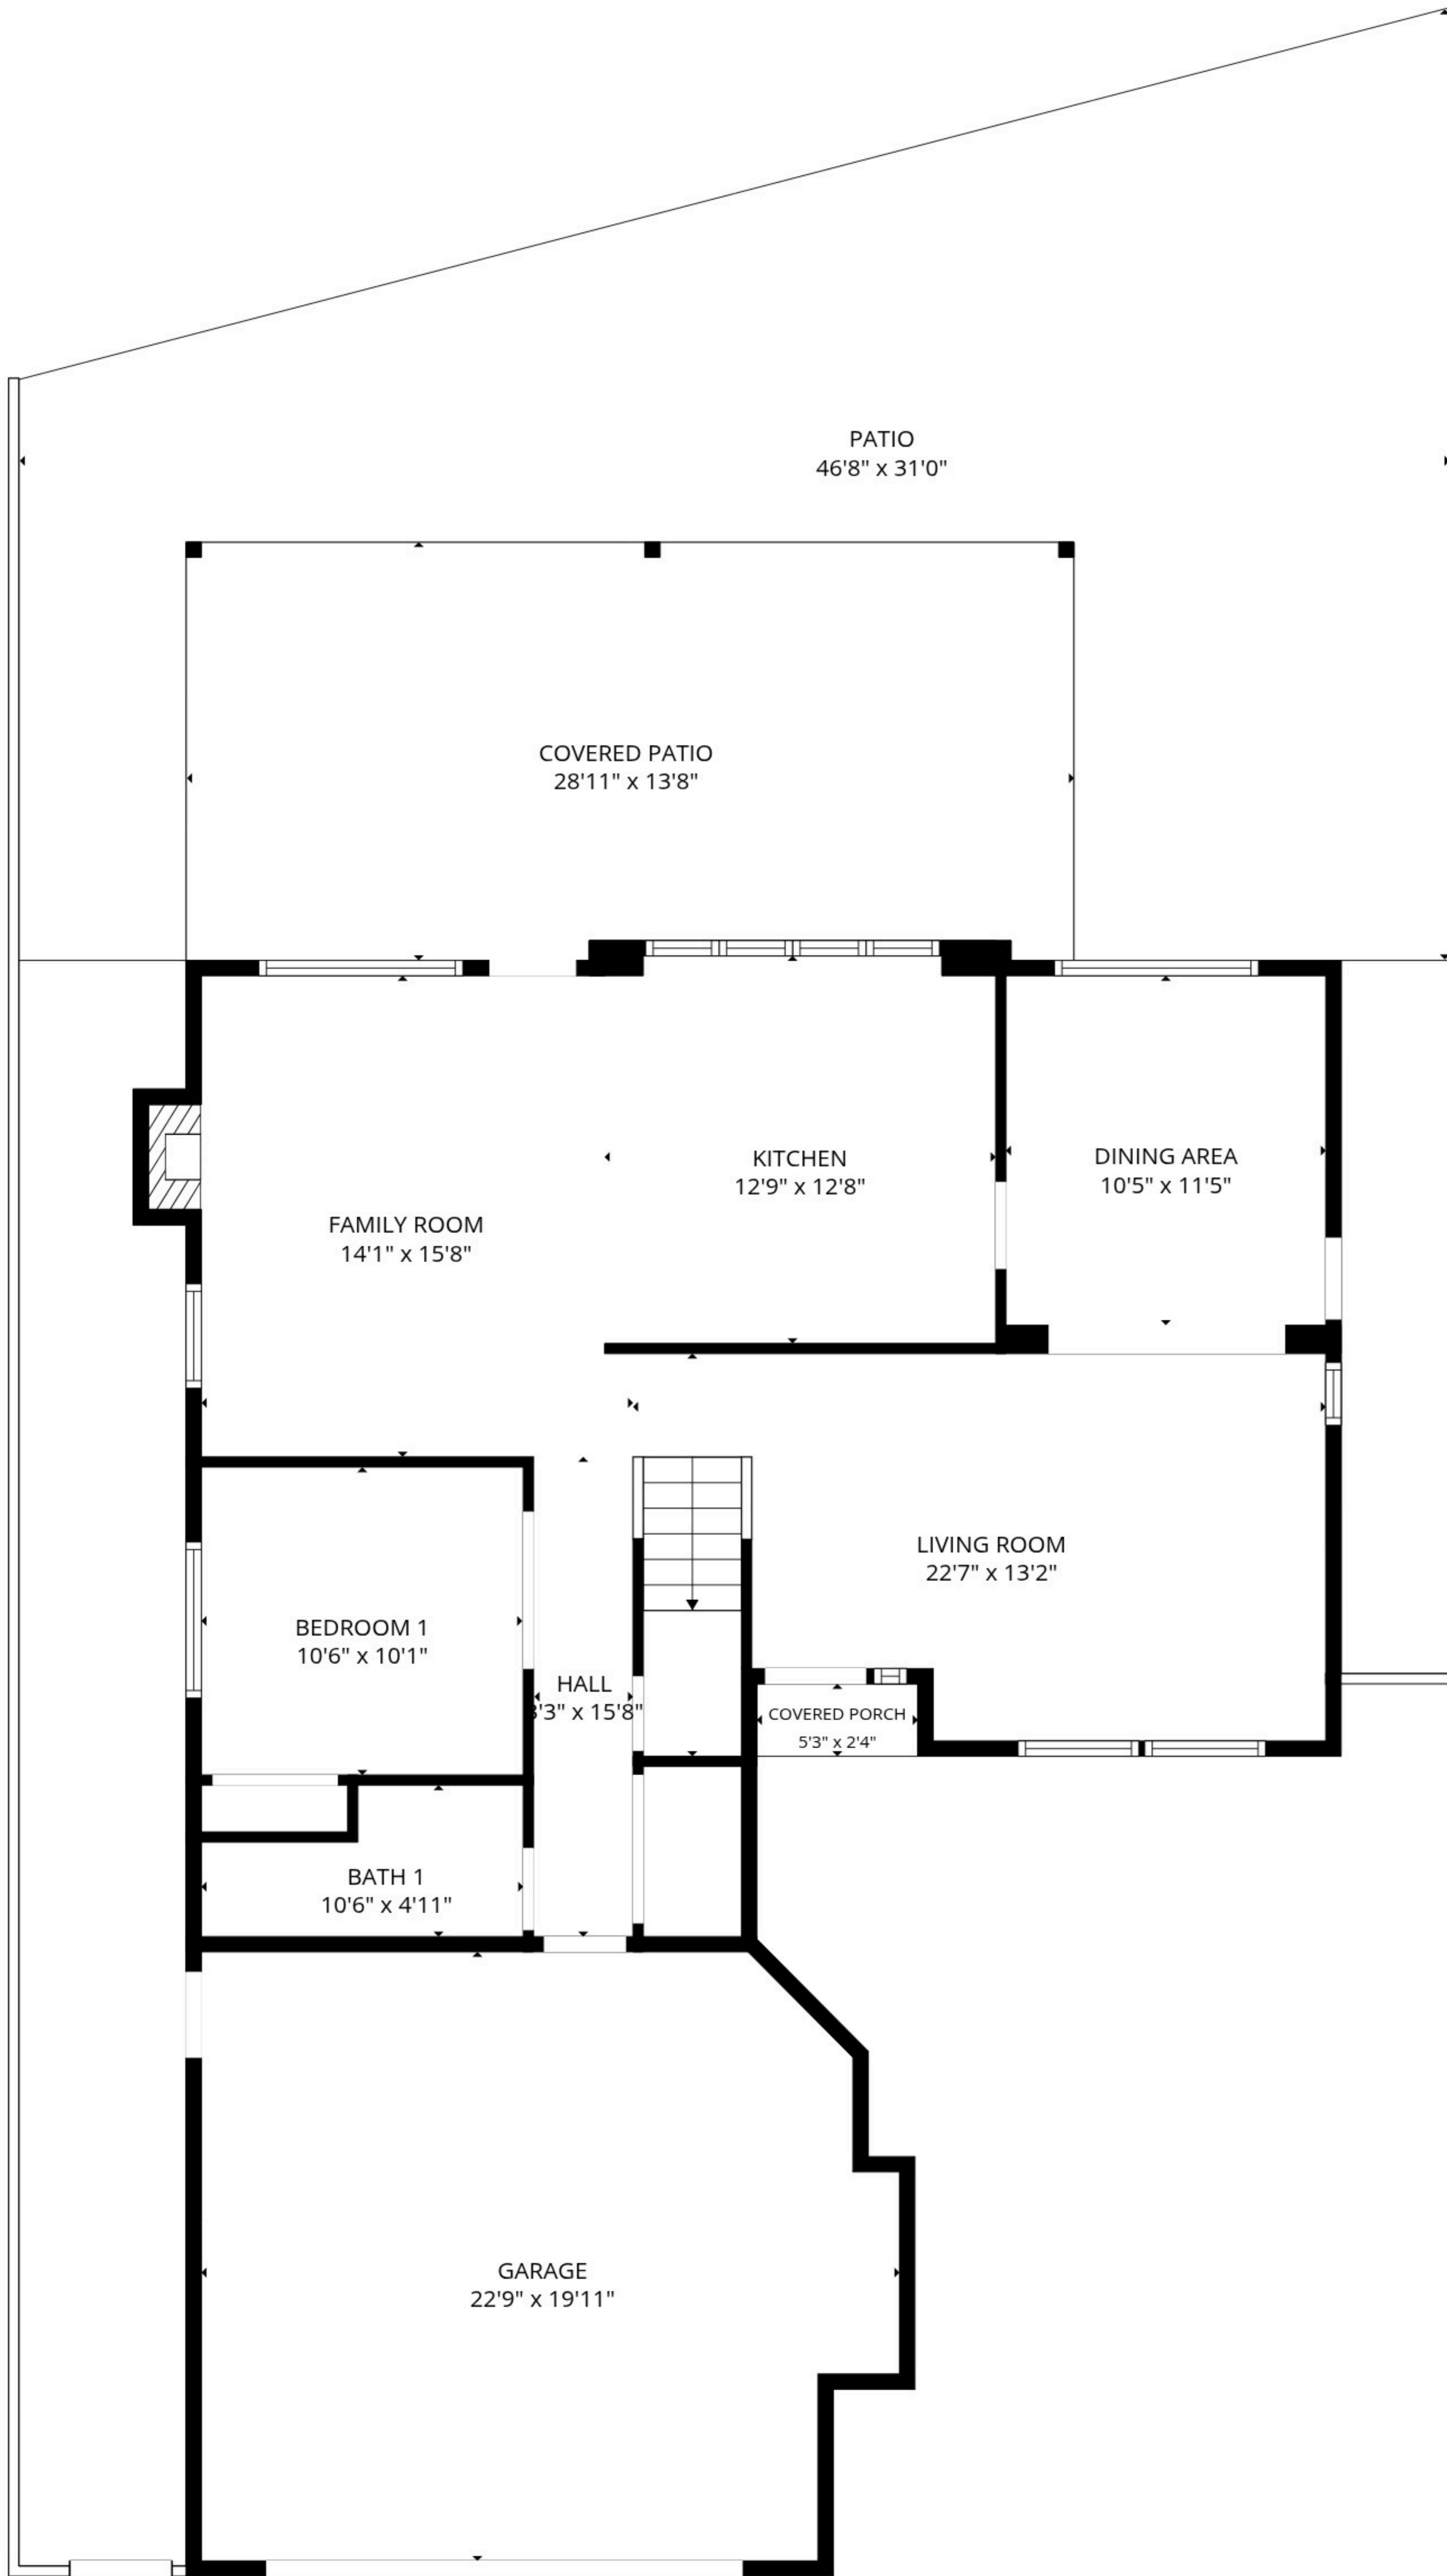 PATIO
46'8" x 31'0"
COVERED PATIO
28'11" x 13'8"
KITCHEN
12'9" x 12'8"
DINING AREA
10'5" x 11'5"
FAMILY ROOM
14'1" x 15'8"
LIVING ROOM
22'7" x 13'2"
BEDROOM 1
10'6" x 10'1"
HALL
3'3" x 15'8"
COVERED PORCH
5'3" x 2'4"
BATH 1
10'6" x 4'11"
GARAGE
22'9" x 19'11"